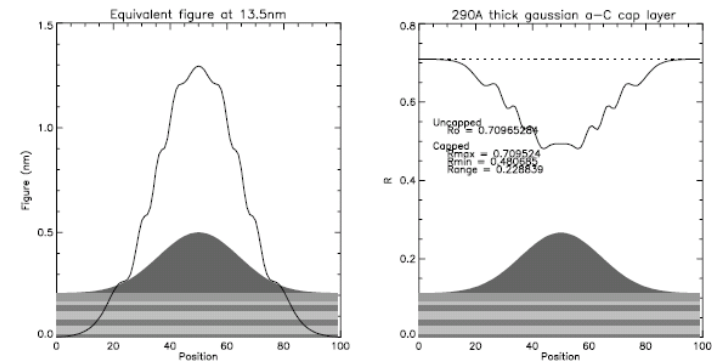 Equivalent figure at 13.5nm
1.5
1.0
0.5
0.0
Figure (nm)
0 20 40 60 80 100
Position
290A thick gaussian a-C cap layer
0.8
0.6
0.4
0.2
0.0
R
Uncapped
Ro = 0.70965284
Capped
Rmax = 0.709524
Rmin = 0.480685
Range = 0.228839
0 20 40 60 80 100
Position